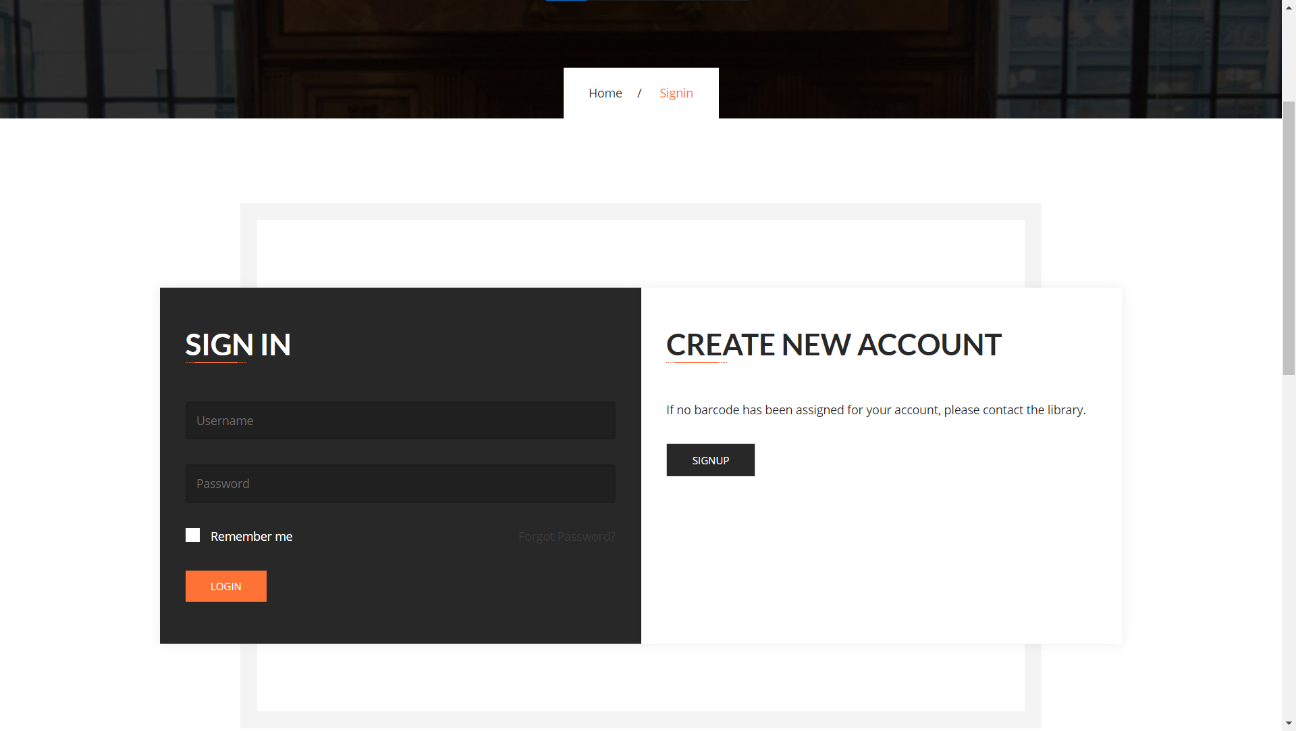 Home / Signin
SIGN IN
Username
Password
Remember me
Forgot Password?
LOGIN
CREATE NEW ACCOUNT
If no barcode has been assigned for your account, please contact the library.
SIGNUP